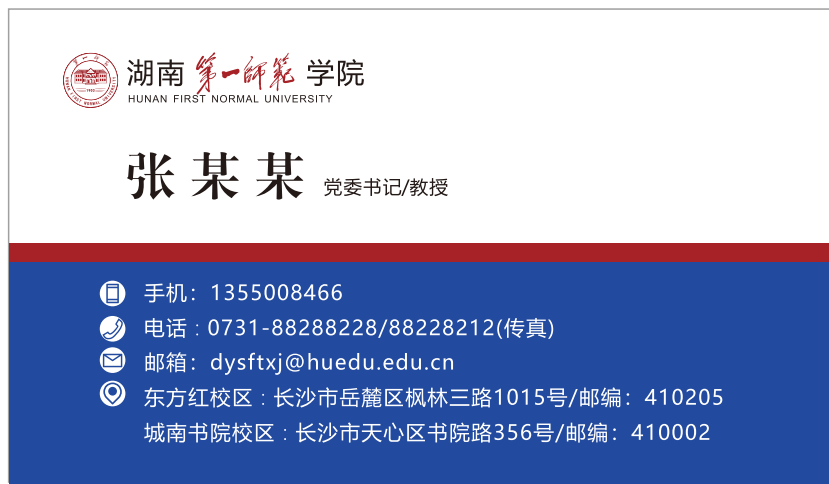 湖南第一师范学院
HUNAN FIRST NORMAL UNIVERSITY
张某某 党委书记/教授
手机：1355008466
电话：0731-88288228/88228212(传真)
邮箱：dysftxj@huedu.edu.cn
东方红校区：长沙市岳麓区枫林三路1015号/邮编：410205
城南书院校区：长沙市天心区书院路356号/邮编：410002